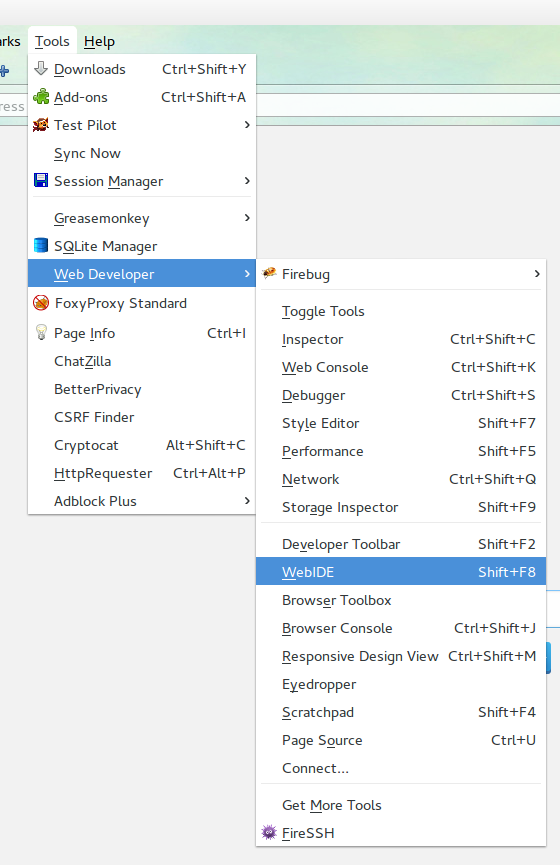 arks Tools Help
ress
Downloads Ctrl+Shift+Y
Add-ons Ctrl+Shift+A
Test Pilot
Sync Now
Session Manager
Greasemonkey
SQLite Manager
Web Developer
FoxyProxy Standard
Page Info Ctrl+I
ChatZilla
BetterPrivacy
CSRF Finder
Cryptocat Alt+Shift+C
HttpRequester Ctrl+Alt+P
Adblock Plus
Firebug
Toggle Tools
Inspector Ctrl+Shift+C
Web Console Ctrl+Shift+K
Debugger Ctrl+Shift+S
Style Editor Shift+F7
Performance Shift+F5
Network Ctrl+Shift+Q
Storage Inspector Shift+F9
Developer Toolbar Shift+F2
WebIDE Shift+F8
Browser Toolbox
Browser Console Ctrl+Shift+J
Responsive Design View Ctrl+Shift+M
Eyedropper
Scratchpad Shift+F4
Page Source Ctrl+U
Connect...
Get More Tools
FireSSH